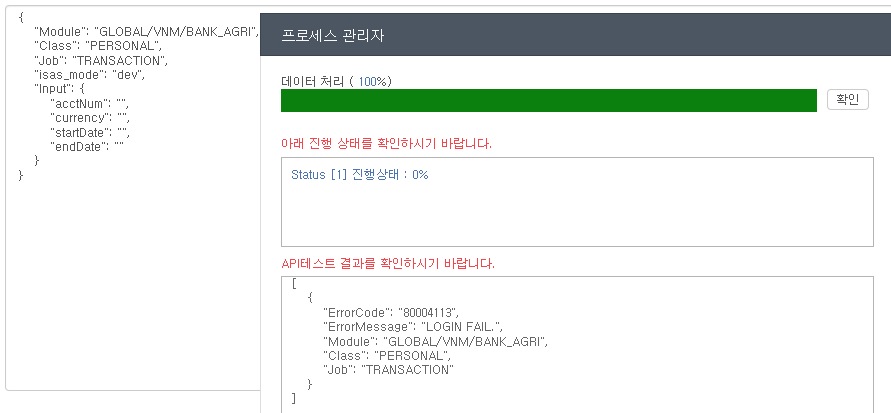 {
"Module": "GLOBAL/VNM/BANK_AGRI",
"Class": "PERSONAL",
"Job": "TRANSACTION",
"isas_mode": "dev",
"Input": {
"acctNum": "",
"currency": "",
"startDate": "",
"endDate": ""
}
}
프로세스 관리자
데이터 처리 ( 100%)
확인
아래 진행 상태를 확인하시기 바랍니다.
Status [1] 진행상태 : 0%
API테스트 결과를 확인하시기 바랍니다.
[
{
"ErrorCode": "80004113",
"ErrorMessage": "LOGIN FAIL.",
"Module": "GLOBAL/VNM/BANK_AGRI",
"Class": "PERSONAL",
"Job": "TRANSACTION"
}
]